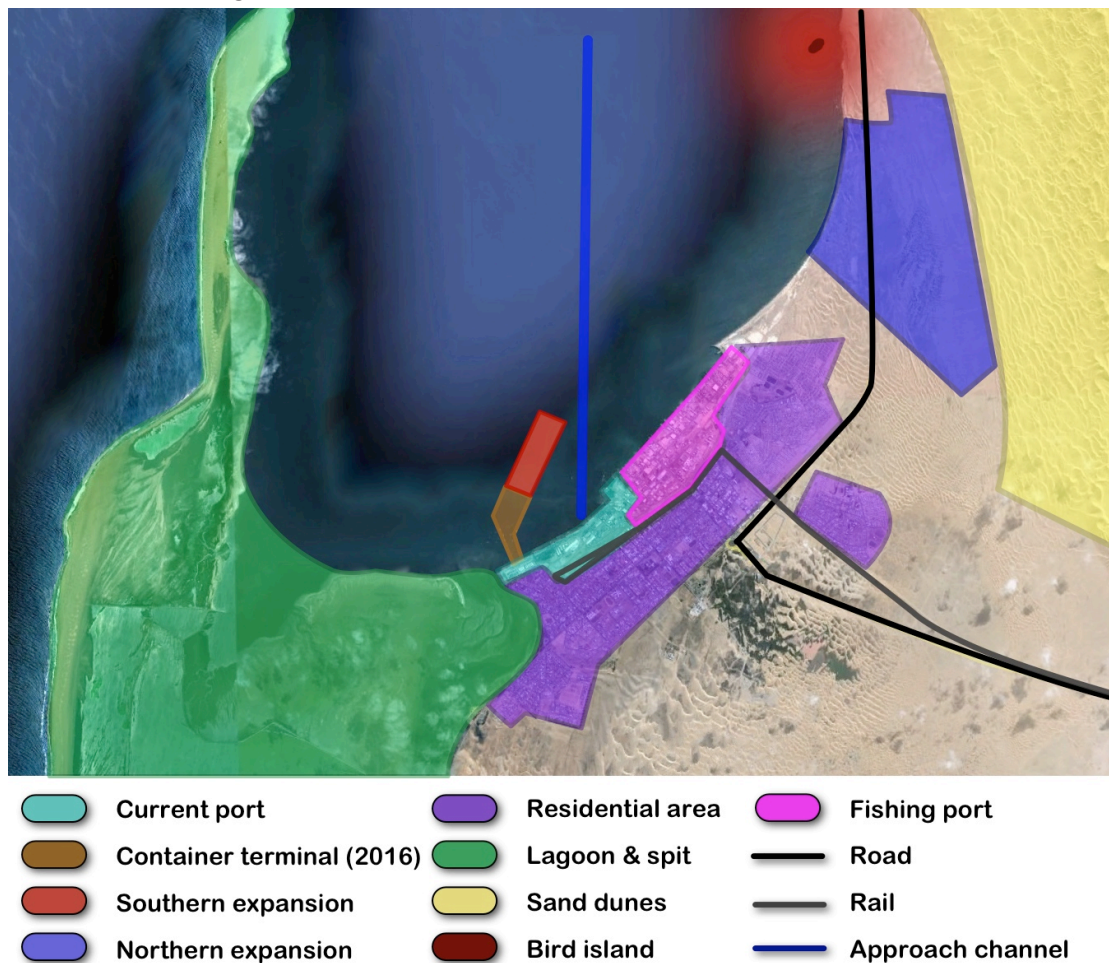 Current port
Residential area
Fishing port
Container terminal (2016)
Lagoon & spit
Road
Southern expansion
Sand dunes
Rail
Northern expansion
Bird island
Approach channel